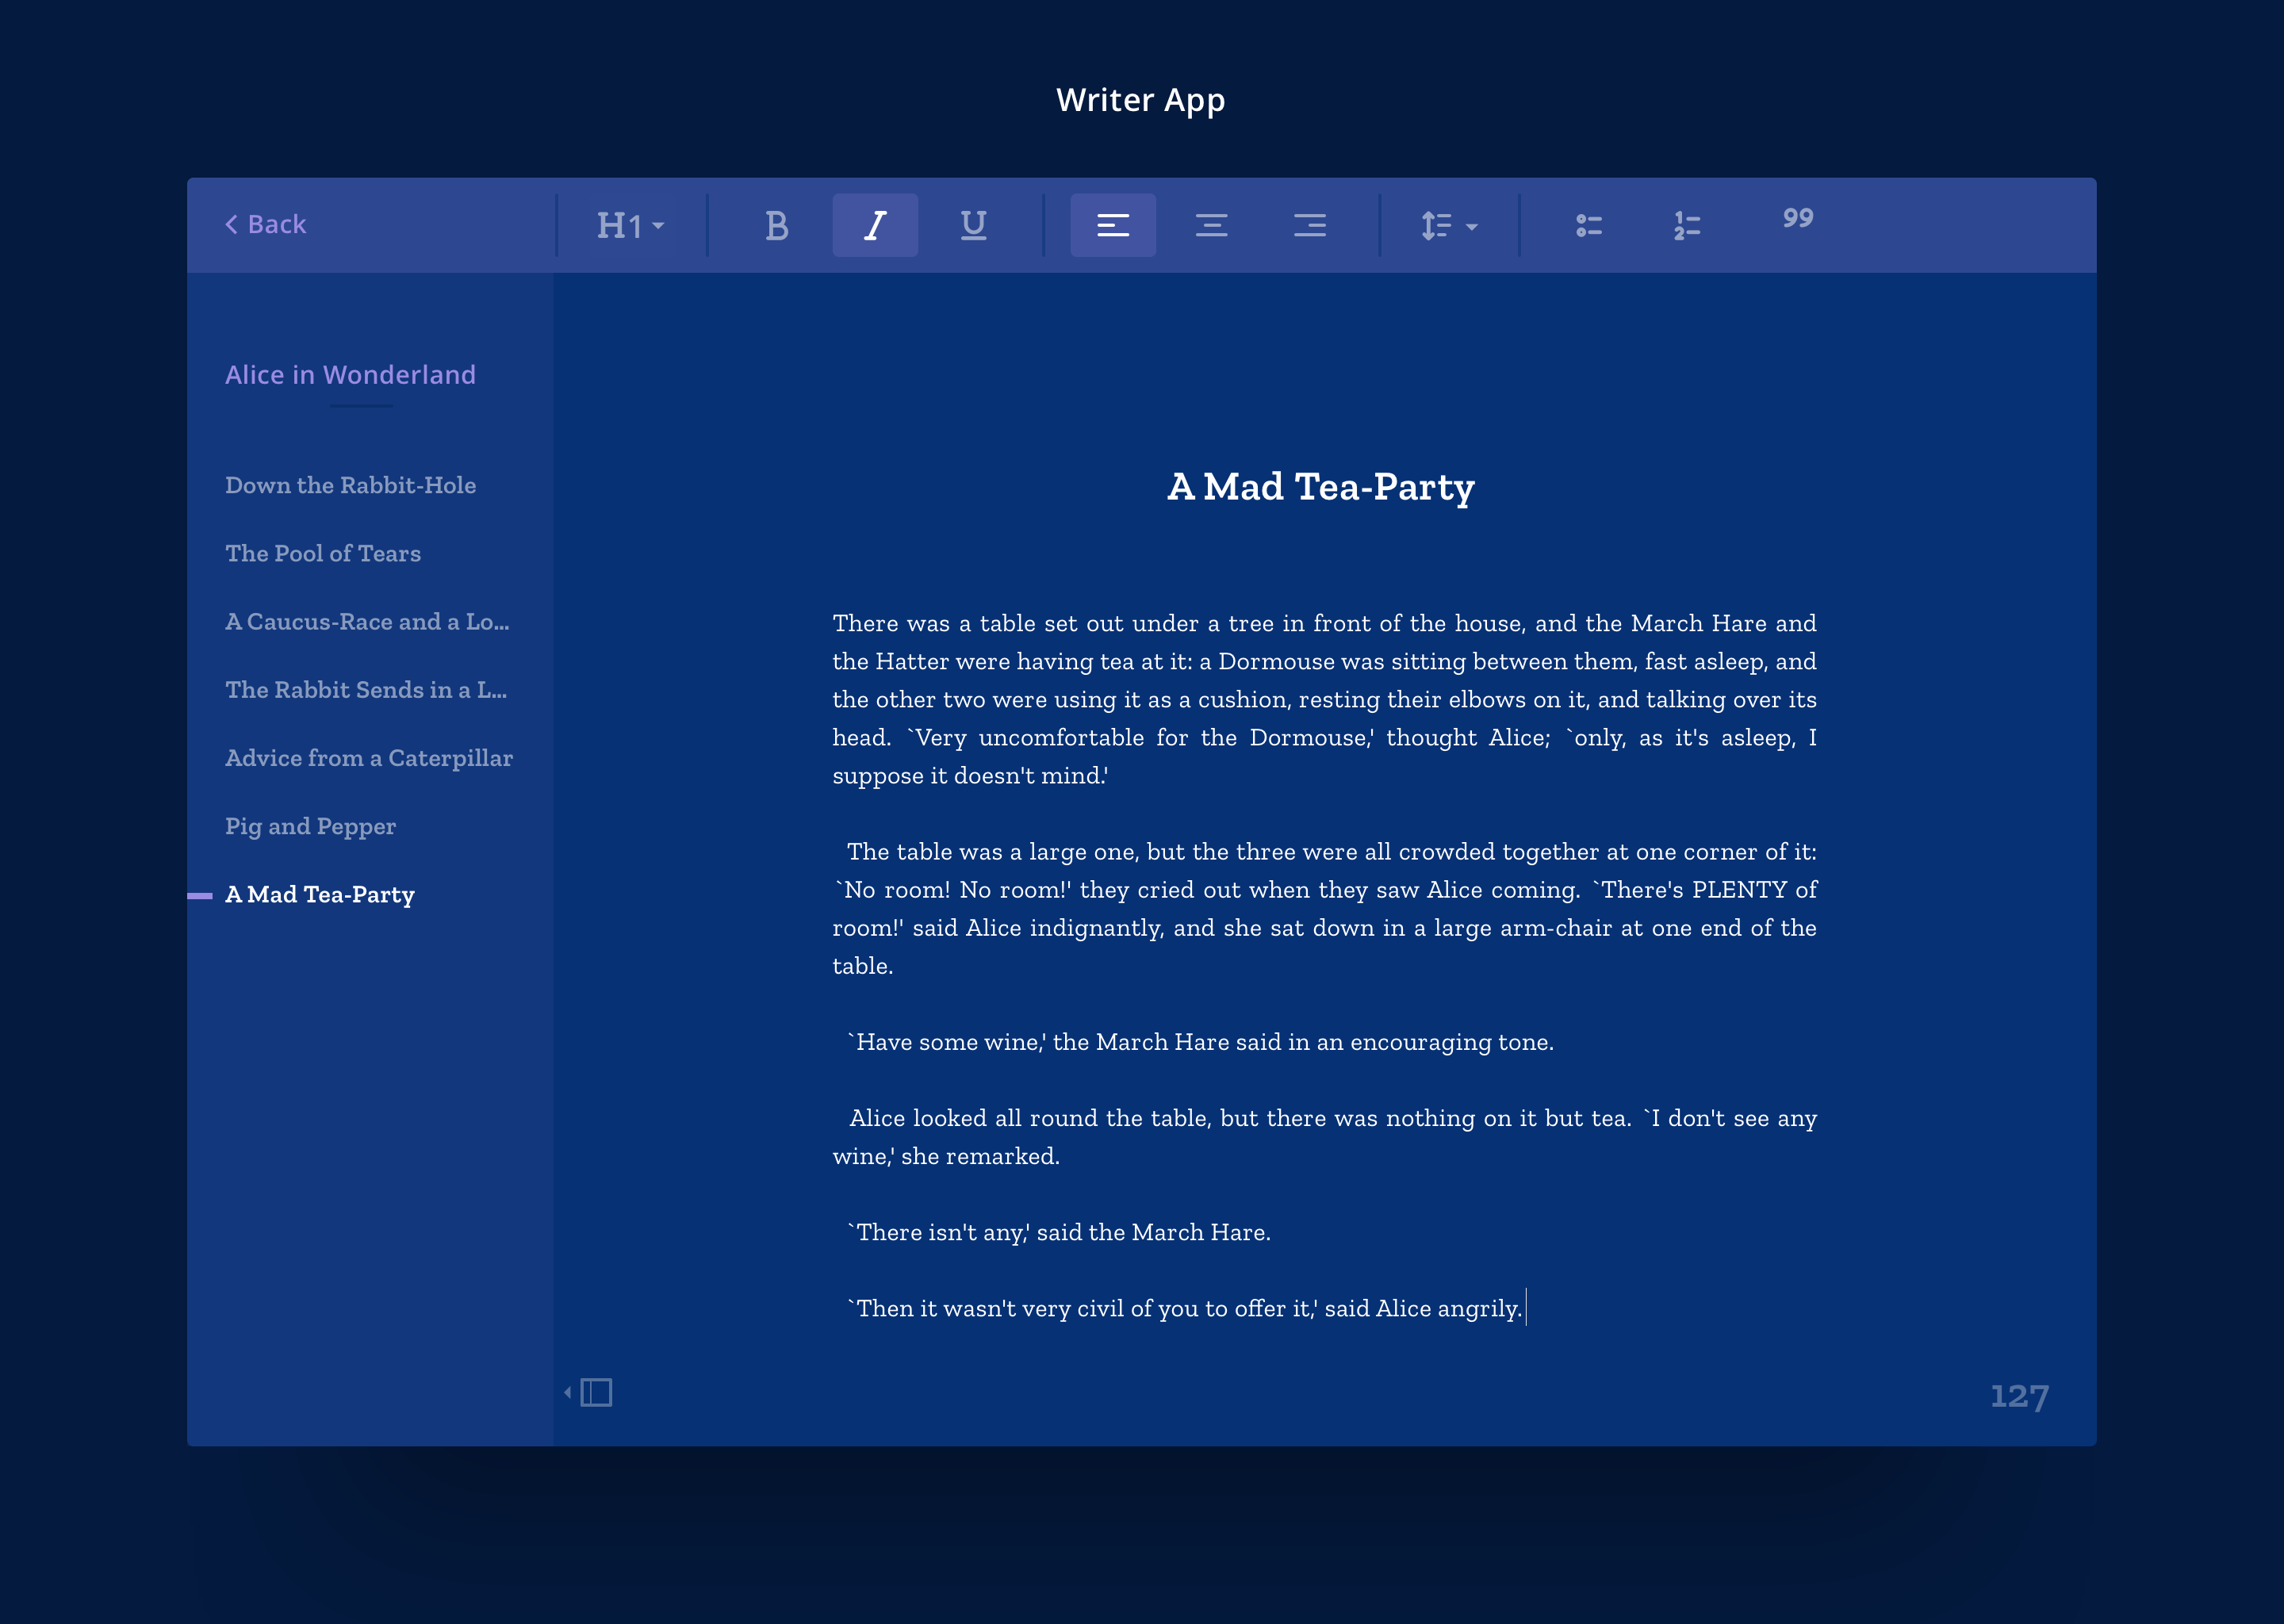 Writer App
Back
H1
B
I
U
99
Alice in Wonderland
Down the Rabbit-Hole
The Pool of Tears
A Caucus-Race and a Lo...
The Rabbit Sends in a L...
Advice from a Caterpillar
Pig and Pepper
A Mad Tea-Party
A Mad Tea-Party
There was a table set out under a tree in front of the house, and the March Hare and
the Hatter were having tea at it: a Dormouse was sitting between them, fast asleep, and
the other two were using it as a cushion, resting their elbows on it, and talking over its
head. `Very uncomfortable for the Dormouse,' thought Alice; `only, as it's asleep, I
suppose it doesn't mind.'
The table was a large one, but the three were all crowded together at one corner of it:
`No room! No room!' they cried out when they saw Alice coming. `There's PLENTY of
room!' said Alice indignantly, and she sat down in a large arm-chair at one end of the
table.
`Have some wine,' the March Hare said in an encouraging tone.
Alice looked all round the table, but there was nothing on it but tea. `I don't see any
wine,' she remarked.
`There isn't any,' said the March Hare.
`Then it wasn't very civil of you to offer it,' said Alice angrily.
127